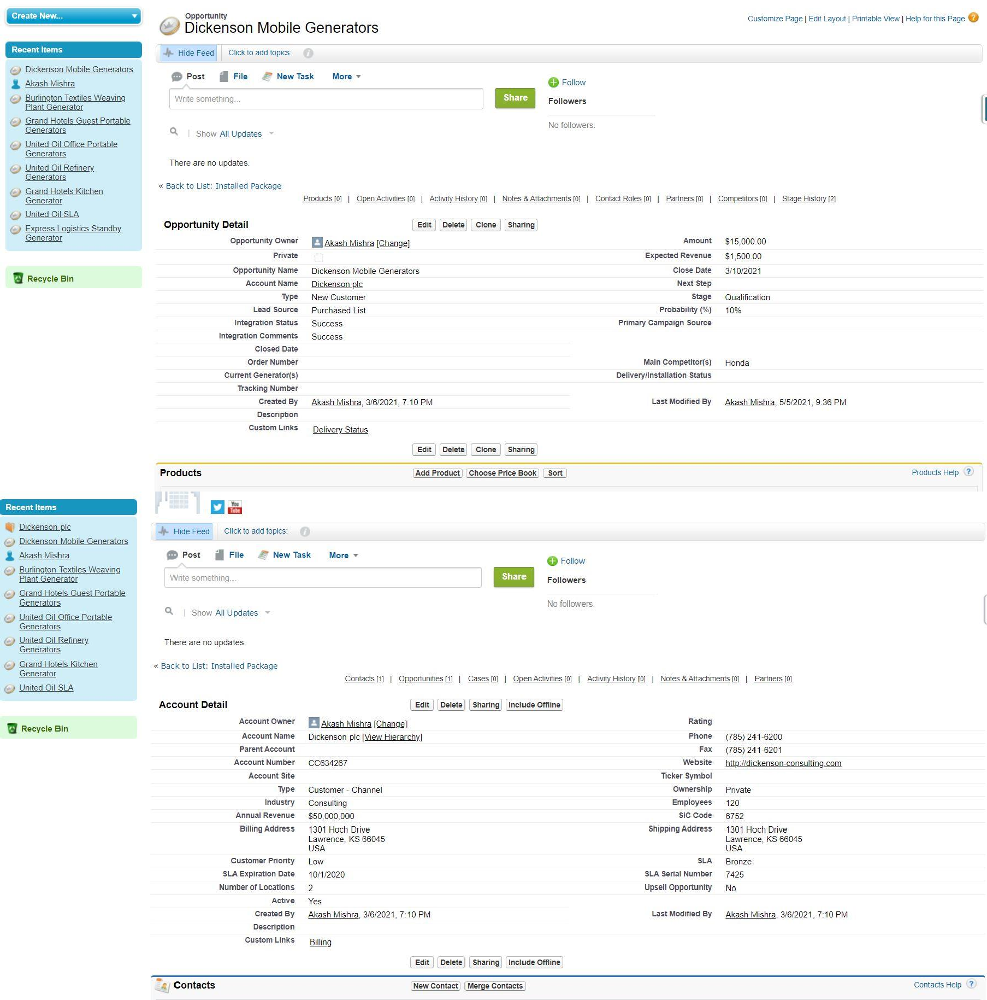 Create New...
Opportunity
Dickenson Mobile Generators
Customize Page | Edit Layout | Printable View | Help for this Page ?
Recent Items
Dickenson Mobile Generators
Akash Mishra
Burlington Textiles Weaving
Plant Generator
Grand Hotels Guest Portable
Generators
United Oil Office Portable
Generators
United Oil Refinery
Generators
Grand Hotels Kitchen
Generator
United Oil SLA
Express Logistics Standby
Generator
Recycle Bin
Hide Feed Click to add topics: i
Post File New Task More
Write something... Share
Follow
Followers
No followers.
Show All Updates
There are no updates.
« Back to List: Installed Package
Products [0] | Open Activities [0] | Activity History [0] | Notes & Attachments [0] | Contact Roles [0] | Partners [0] | Competitors [0] | Stage History [2]
Opportunity Detail Edit Delete Clone Sharing
Opportunity Owner Akash Mishra [Change] Amount $15,000.00
Private Expected Revenue $1,500.00
Opportunity Name Dickenson Mobile Generators Close Date 3/10/2021
Account Name Dickenson plc Next Step
Type New Customer Stage Qualification
Lead Source Purchased List Probability (%) 10%
Integration Status Success Primary Campaign Source
Integration Comments Success
Closed Date
Order Number Main Competitor(s) Honda
Current Generator(s) Delivery/Installation Status
Tracking Number
Created By Akash Mishra, 3/6/2021, 7:10 PM Last Modified By Akash Mishra, 5/5/2021, 9:36 PM
Description
Custom Links Delivery Status
Edit Delete Clone Sharing
Products Add Product Choose Price Book Sort Products Help ?
You
Tube
Recent Items
Dickenson plc
Dickenson Mobile Generators
Akash Mishra
Burlington Textiles Weaving
Plant Generator
Grand Hotels Guest Portable
Generators
United Oil Office Portable
Generators
United Oil Refinery
Generators
Grand Hotels Kitchen
Generator
United Oil SLA
Recycle Bin
Hide Feed Click to add topics: i
Post File New Task More
Write something... Share
Follow
Followers
No followers.
Show All Updates
There are no updates.
« Back to List: Installed Package
Contacts [1] | Opportunities [1] | Cases [0] | Open Activities [0] | Activity History [0] | Notes & Attachments [0] | Partners [0]
Account Detail Edit Delete Sharing Include Offline
Account Owner Akash Mishra [Change] Rating
Account Name Dickenson plc [View Hierarchy] Phone (785) 241-6200
Parent Account Fax (785) 241-6201
Account Number CC634267 Website http://dickenson-consulting.com
Account Site Ticker Symbol
Type Customer - Channel Ownership Private
Industry Consulting Employees 120
Annual Revenue $50,000,000 SIC Code 6752
Billing Address 1301 Hoch Drive Shipping Address 1301 Hoch Drive
Lawrence, KS 66045 Lawrence, KS 66045
USA USA
Customer Priority Low SLA Bronze
SLA Expiration Date 10/1/2020 SLA Serial Number 7425
Number of Locations 2 Upsell Opportunity No
Active Yes
Created By Akash Mishra, 3/6/2021, 7:10 PM Last Modified By Akash Mishra, 3/6/2021, 7:10 PM
Description
Custom Links Billing
Edit Delete Sharing Include Offline
Contacts New Contact Merge Contacts Contacts Help ?